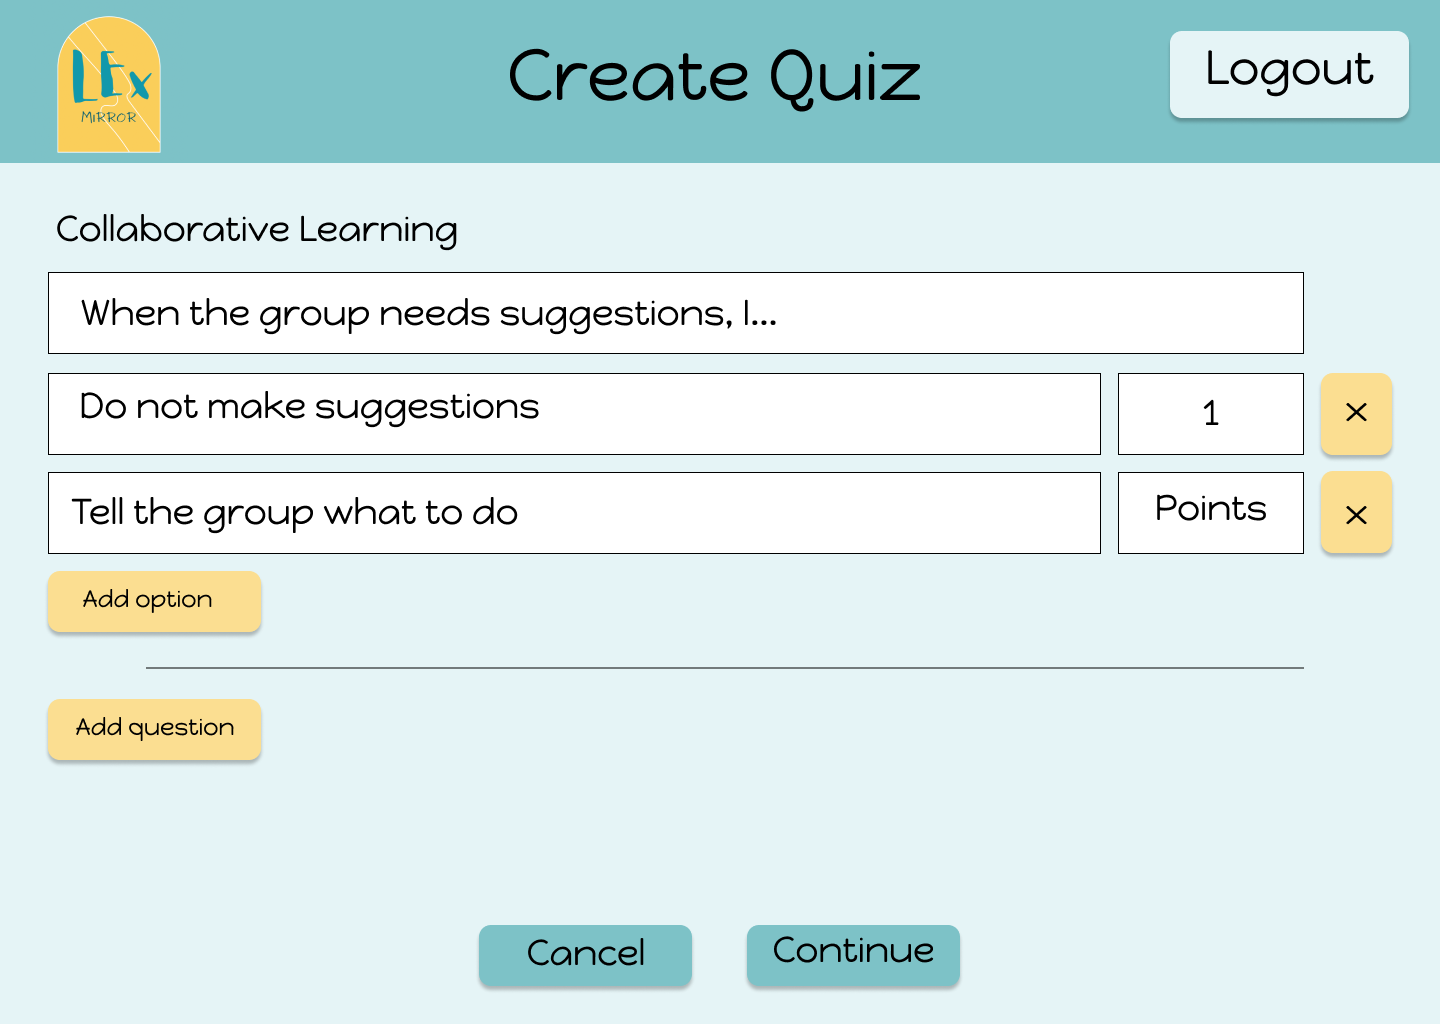 LEx
MIRROR
Create Quiz
Logout
Collaborative Learning
When the group needs suggestions, I...
Do not make suggestions
1
×
Tell the group what to do
Points
×
Add option
Add question
Cancel
Continue